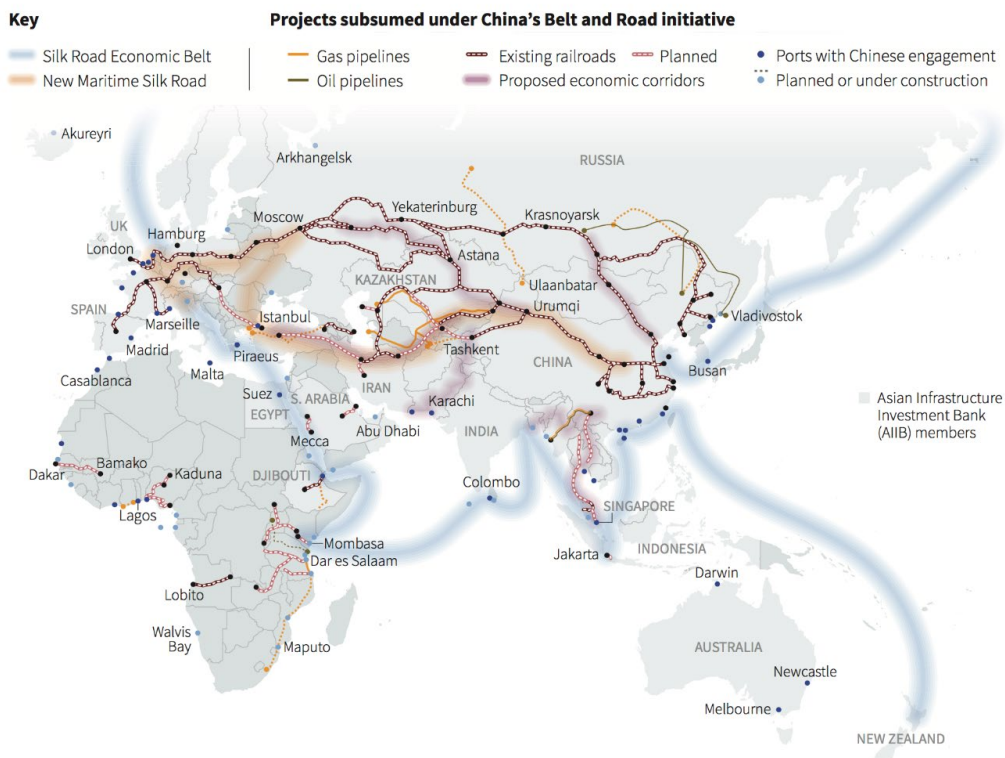 Key
Projects subsumed under China's Belt and Road initiative
Silk Road Economic Belt
New Maritime Silk Road
Gas pipelines
Oil pipelines
Existing railroads
Planned
Proposed economic corridors
Ports with Chinese engagement
Planned or under construction
Akureyri
Arkhangelsk
RUSSIA
UK
Hamburg
London
Moscow
Yekaterinburg
Krasnoyarsk
Astana
KAZAKHSTAN
Ulaanbatar
Urumqi
SPAIN
Marseille
Istanbul
Vladivostok
Madrid
Piraeus
Tashkent
CHINA
Busan
Casablanca
Malta
IRAN
Suez
S. ARABIA
EGYPT
Karachi
Abu Dhabi
INDIA
Mecca
Asian Infrastructure
Investment Bank
(AIIB) members
Dakar
Bamako
Kaduna
DJIBOUTI
Colombo
Lagos
SINGAPORE
Mombasa
Dar es Salaam
Jakarta
INDONESIA
Darwin
Lobito
Walvis
Bay
Maputo
AUSTRALIA
Newcastle
Melbourne
NEW ZEALAND